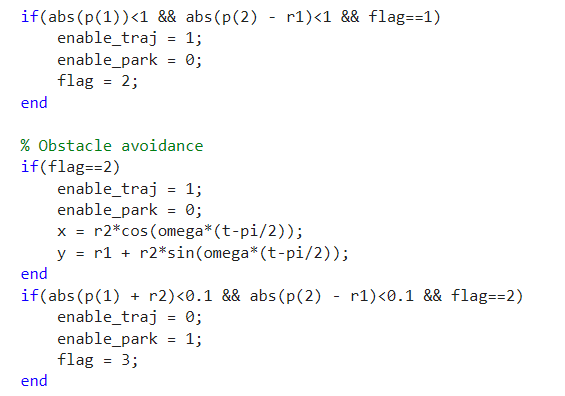 if(abs(p(1))<1 && abs(p(2) - r1)<1 && flag==1)
    enable_traj = 1;
    enable_park = 0;
    flag = 2;
end

% Obstacle avoidance
if(flag==2)
    enable_traj = 1;
    enable_park = 0;
    x = r2*cos(omega*(t-pi/2));
    y = r1 + r2*sin(omega*(t-pi/2));
end
if(abs(p(1) + r2)<0.1 && abs(p(2) - r1)<0.1 && flag==2)
    enable_traj = 0;
    enable_park = 1;
    flag = 3;
end